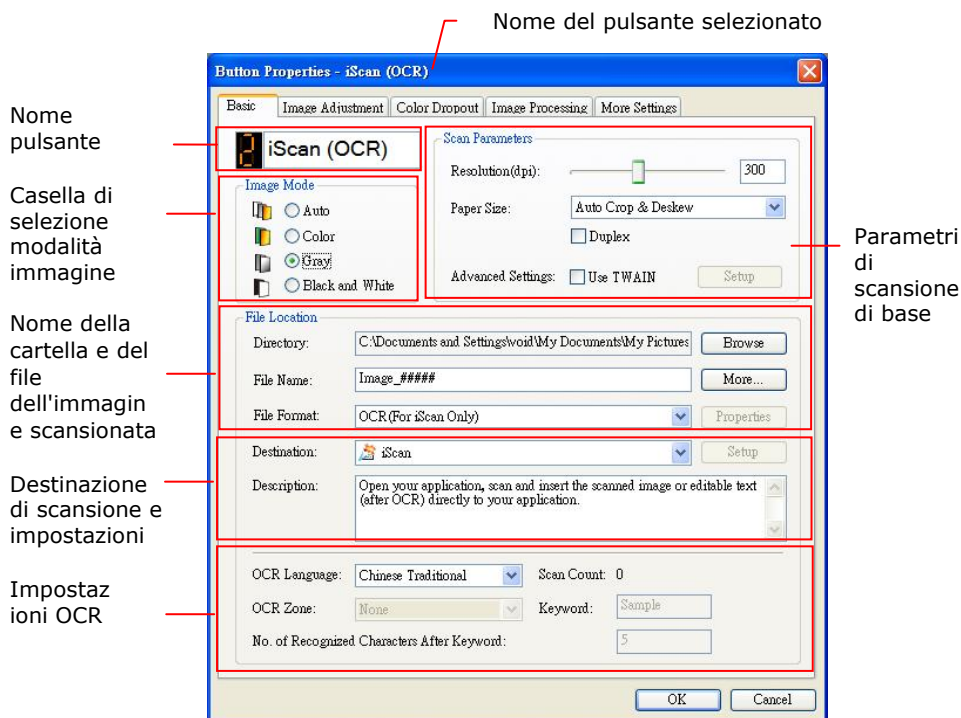 Nome del pulsante selezionato
Button Properties - iScan (OCR)
Basic Image Adjustment Color Dropout Image Processing More Settings
Nome
pulsante
2 iScan (OCR)
Casella di
selezione
modalità
immagine
Image Mode
Auto
Color
Gray
Black and White
Scan Parameters
Resolution(dpi): 300
Paper Size: Auto Crop & Deskew
Duplex
Advanced Settings: Use TWAIN Setup
Parametri
di
scansione
di base
Nome della
cartella e del
file
dell'immagin
e scansionata
File Location
Directory: C:\Documents and Settings\void\My Documents\My Pictures Browse
File Name: Image_##### More...
File Format: OCR(For iScan Only) Properties
Destinazione
di scansione e
impostazioni
Destination: iScan Setup
Description: Open your application, scan and insert the scanned image or editable text
(after OCR) directly to your application.
Impostaz
ioni OCR
OCR Language: Chinese Traditional Scan Count: 0
OCR Zone: None Keyword: Sample
No. of Recognized Characters After Keyword: 5
OK Cancel